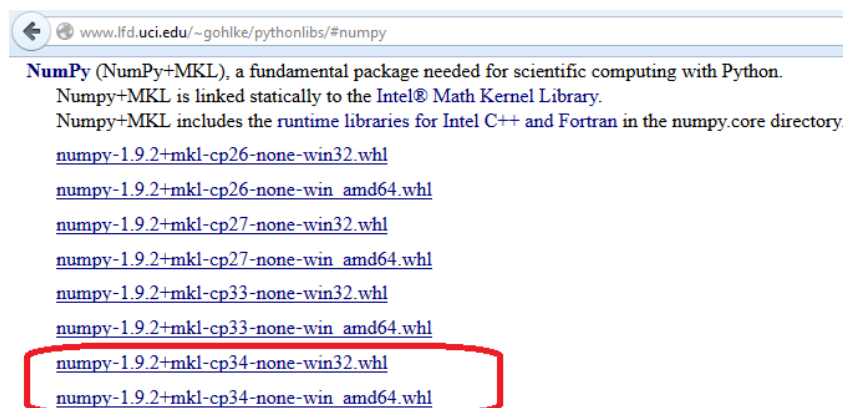 www.lfd.uci.edu/~gohlke/pythonlibs/#numpy
NumPy (NumPy+MKL), a fundamental package needed for scientific computing with Python.
Numpy+MKL is linked statically to the Intel® Math Kernel Library.
Numpy+MKL includes the runtime libraries for Intel C++ and Fortran in the numpy.core directory.
numpy-1.9.2+mkl-cp26-none-win32.whl
numpy-1.9.2+mkl-cp26-none-win_amd64.whl
numpy-1.9.2+mkl-cp27-none-win32.whl
numpy-1.9.2+mkl-cp27-none-win_amd64.whl
numpy-1.9.2+mkl-cp33-none-win32.whl
numpy-1.9.2+mkl-cp33-none-win_amd64.whl
numpy-1.9.2+mkl-cp34-none-win32.whl
numpy-1.9.2+mkl-cp34-none-win_amd64.whl